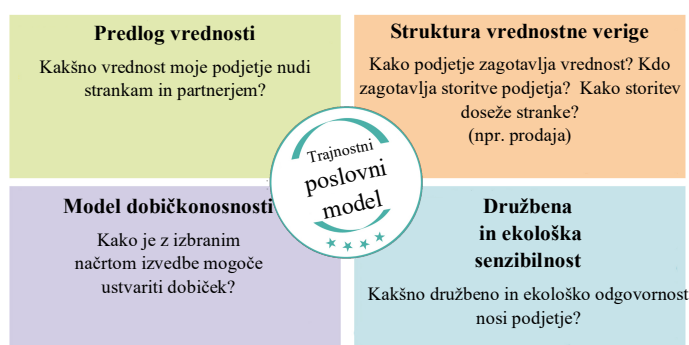 Predlog vrednosti
Kakšno vrednost moje podjetje nudi
strankam in partnerjem?
Struktura vrednostne verige
Kako podjetje zagotavlja vrednost? Kdo
zagotavlja storitve podjetja? Kako storitev
doseže stranke?
(npr. prodaja)
Trajnostni
poslovni
model
Model dobičkonosnosti
Kako je z izbranim
načrtom izvedbe mogoče
ustvariti dobiček?
Družbena
in ekološka
senzibilnost
Kakšno družbeno in ekološko odgovornost
nosi podjetje?